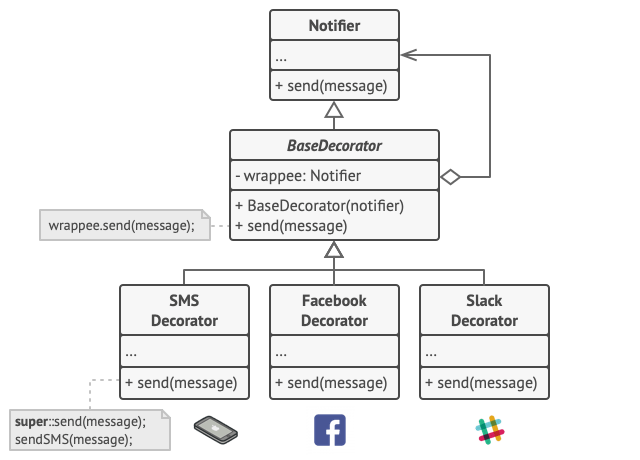 Notifier
...
+ send(message)
BaseDecorator
- wrappee: Notifier
+ BaseDecorator(notifier)
+ send(message)
wrappee.send(message);
SMS
Decorator
...
+ send(message)
Facebook
Decorator
...
+ send(message)
Slack
Decorator
...
+ send(message)
super::send(message);
sendSMS(message);